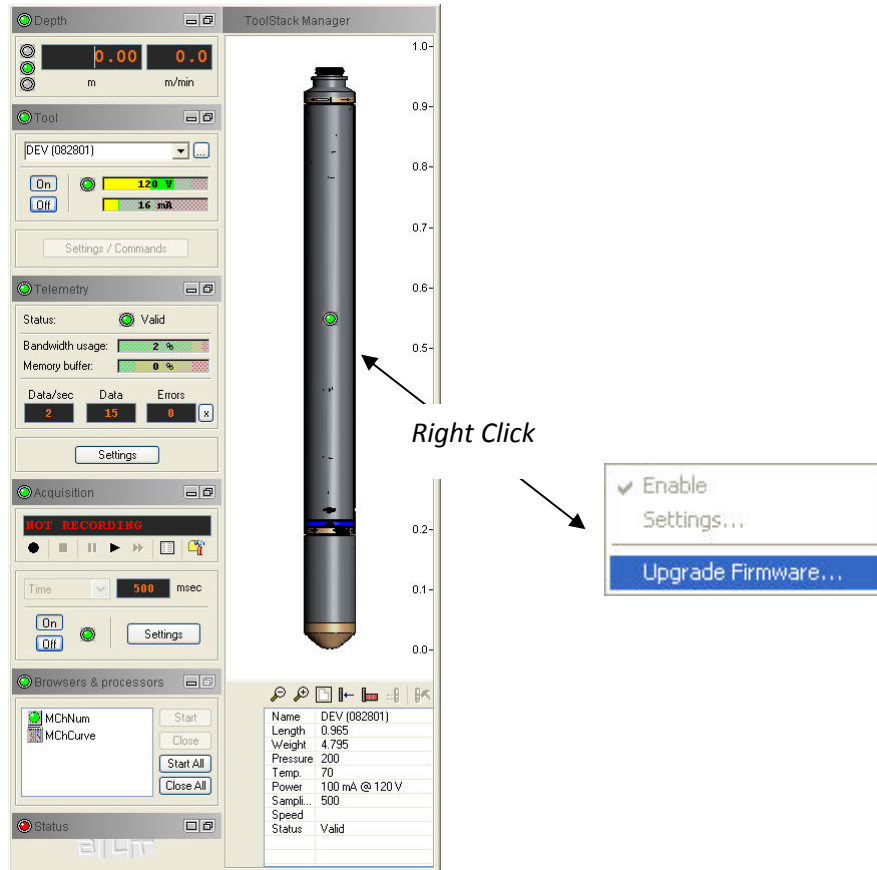 Depth
0.00 0.0
m m/min
Tool
DEV (082801)
...
On
Off
120 V
16 mA
Settings / Commands
Telemetry
Status: Valid
Bandwidth usage: 2 %
Memory buffer: 0 %
Data/sec Data Errors
2 15 0 x
Settings
Acquisition
NOT RECORDING
Time 500 msec
On
Off
Settings
Browsers & processors
MChNum
MChCurve
Start
Close
Start All
Close All
Status
ALT
ToolStack Manager
1.0-
0.9-
0.8-
0.7-
0.6-
0.5-
0.2-
0.1-
0.0-
Name DEV (082801)
Length 0.965
Weight 4.795
Pressure 200
Temp. 70
Power 100 mA @ 120 V
Sampli... 500
Speed
Status Valid
Right Click
Enable
Settings...
Upgrade Firmware...